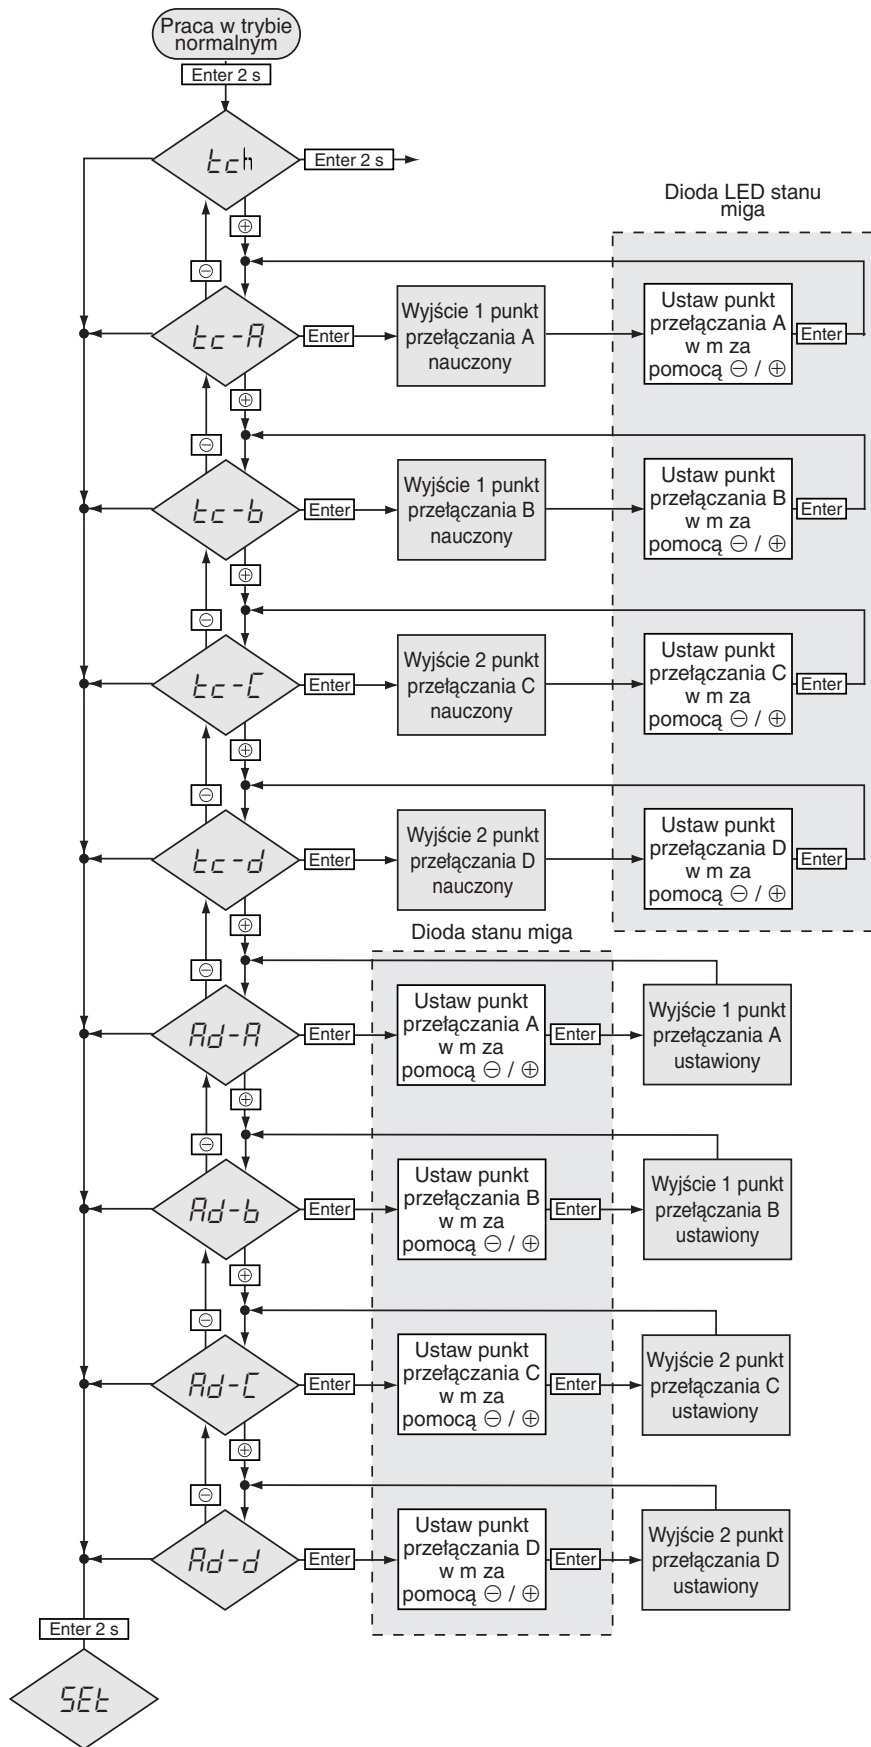 Praca w trybie
normalnym
Enter 2 s
tch
Enter 2 s
Dioda LED stanu
miga
⊕
⊖
tc-A
Enter
Wyjście 1 punkt
przełączania A
nauczony
Ustaw punkt
przełączania A
w m za
pomocą ⊖ / ⊕
Enter
⊕
⊖
tc-b
Enter
Wyjście 1 punkt
przełączania B
nauczony
Ustaw punkt
przełączania B
w m za
pomocą ⊖ / ⊕
Enter
⊕
⊖
tc-C
Enter
Wyjście 2 punkt
przełączania C
nauczony
Ustaw punkt
przełączania C
w m za
pomocą ⊖ / ⊕
Enter
⊕
⊖
tc-d
Enter
Wyjście 2 punkt
przełączania D
nauczony
Ustaw punkt
przełączania D
w m za
pomocą ⊖ / ⊕
Enter
⊕
Dioda stanu miga
⊖
Ad-A
Enter
Ustaw punkt
przełączania A
w m za
pomocą ⊖ / ⊕
Enter
Wyjście 1 punkt
przełączania A
ustawiony
⊕
⊖
Ad-b
Enter
Ustaw punkt
przełączania B
w m za
pomocą ⊖ / ⊕
Enter
Wyjście 1 punkt
przełączania B
ustawiony
⊕
⊖
Ad-C
Enter
Ustaw punkt
przełączania C
w m za
pomocą ⊖ / ⊕
Enter
Wyjście 2 punkt
przełączania C
ustawiony
⊕
⊖
Ad-d
Enter
Ustaw punkt
przełączania D
w m za
pomocą ⊖ / ⊕
Enter
Wyjście 2 punkt
przełączania D
ustawiony
Enter 2 s
SEt